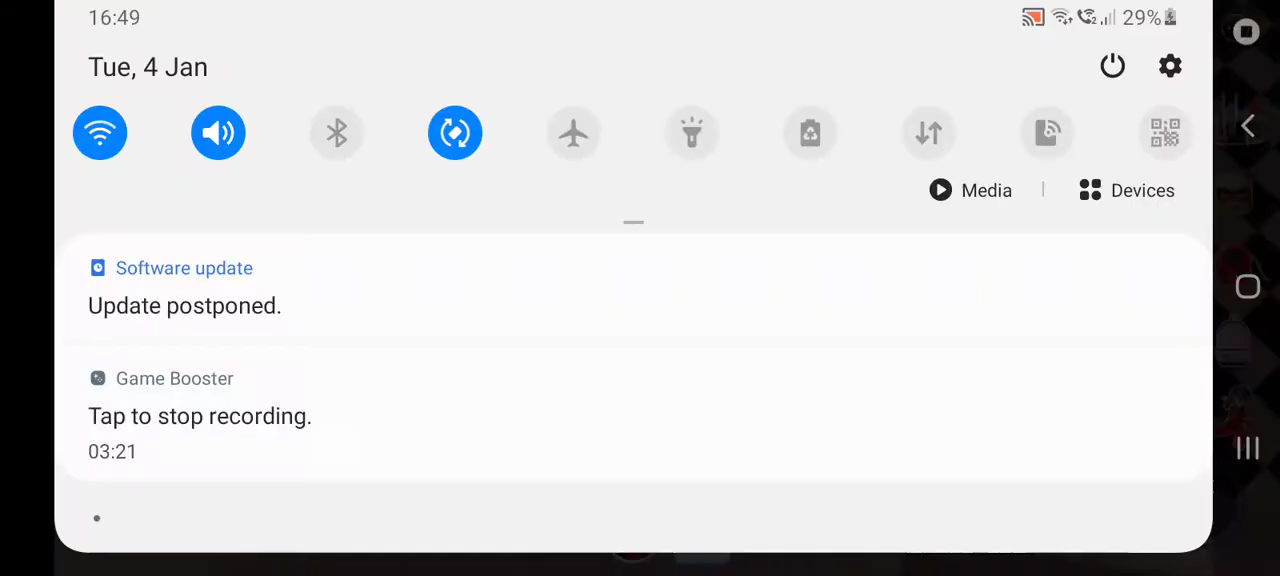 16:49
29%
Tue, 4 Jan
Media
Devices
Software update
Update postponed.
Game Booster
Tap to stop recording.
03:21